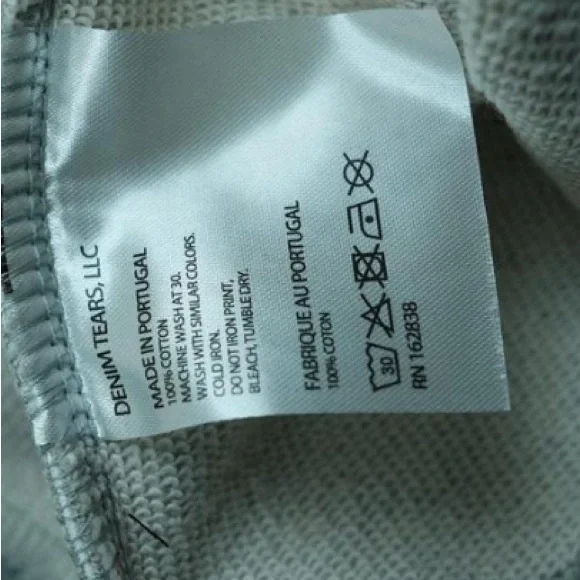 DENIM TEARS, LLC
MADE IN PORTUGAL
100% COTTON
MACHINE WASH AT 30.
WASH WITH SIMILAR COLORS.
COLD IRON.
DO NOT IRON PRINT,
BLEACH, TUMBLE DRY.
FABRIQUE AU PORTUGAL
100% COTON
30
RN 162838